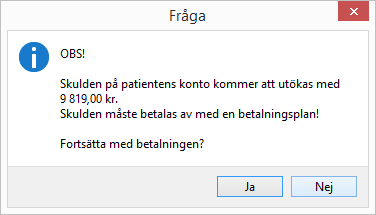 Fråga
OBS!
Skulden på patientens konto kommer att utökas med
9 819,00 kr.
Skulden måste betalas av med en betalningsplan!
Fortsätta med betalningen?
Ja
Nej